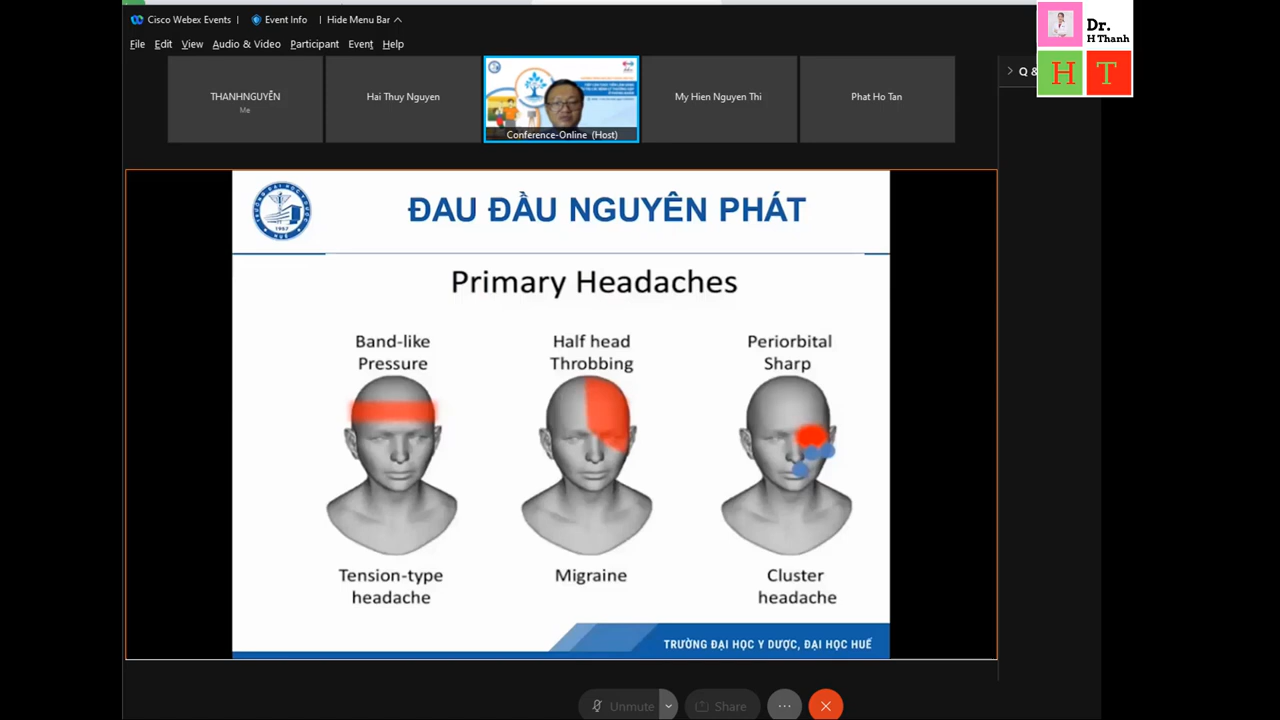 Cisco Webex Events
Event Info
Hide Menu Bar
File
Edit
View
Audio & Video
Participant
Event
Help
Dr.
H Thanh
H T
Q &
THANHNGUYỄN
Me
Hai Thuy Nguyen
Conference-Online (Host)
My Hien Nguyen Thi
Phat Ho Tan
ĐAU ĐẦU NGUYÊN PHÁT
Primary Headaches
Band-like
Pressure
Half head
Throbbing
Periorbital
Sharp
Tension-type
headache
Migraine
Cluster
headache
TRƯỜNG ĐẠI HỌC Y DƯỢC, ĐẠI HỌC HUẾ
Unmute
Share